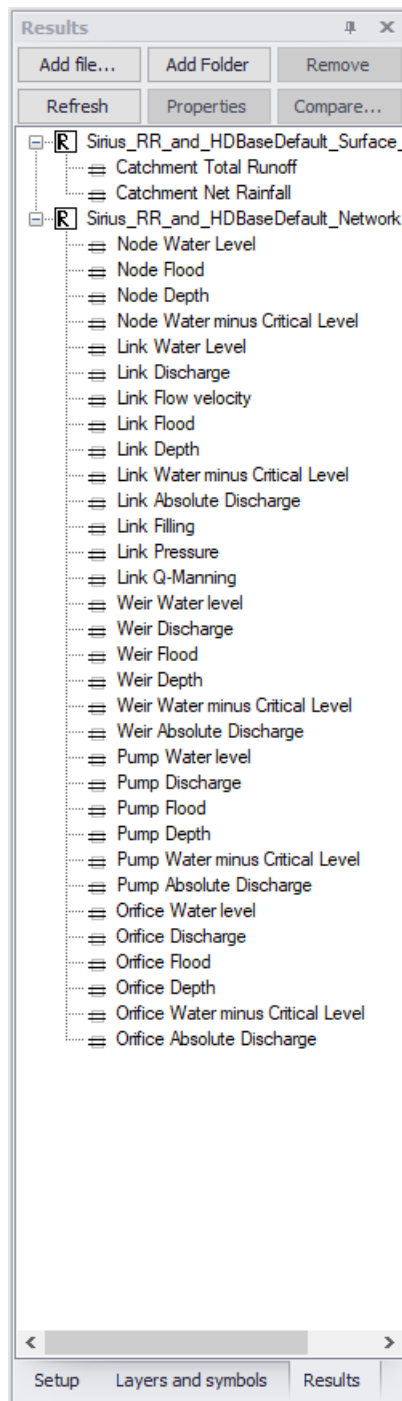 Results
Add file... Add Folder Remove
Refresh Properties Compare...
Sirius_RR_and_HDBaseDefault_Surface_
Catchment Total Runoff
Catchment Net Rainfall
Sirius_RR_and_HDBaseDefault_Network
Node Water Level
Node Flood
Node Depth
Node Water minus Critical Level
Link Water Level
Link Discharge
Link Flow velocity
Link Flood
Link Depth
Link Water minus Critical Level
Link Absolute Discharge
Link Filling
Link Pressure
Link Q-Manning
Weir Water level
Weir Discharge
Weir Flood
Weir Depth
Weir Water minus Critical Level
Weir Absolute Discharge
Pump Water level
Pump Discharge
Pump Flood
Pump Depth
Pump Water minus Critical Level
Pump Absolute Discharge
Orifice Water level
Orifice Discharge
Orifice Flood
Orifice Depth
Orifice Water minus Critical Level
Orifice Absolute Discharge
Setup Layers and symbols Results